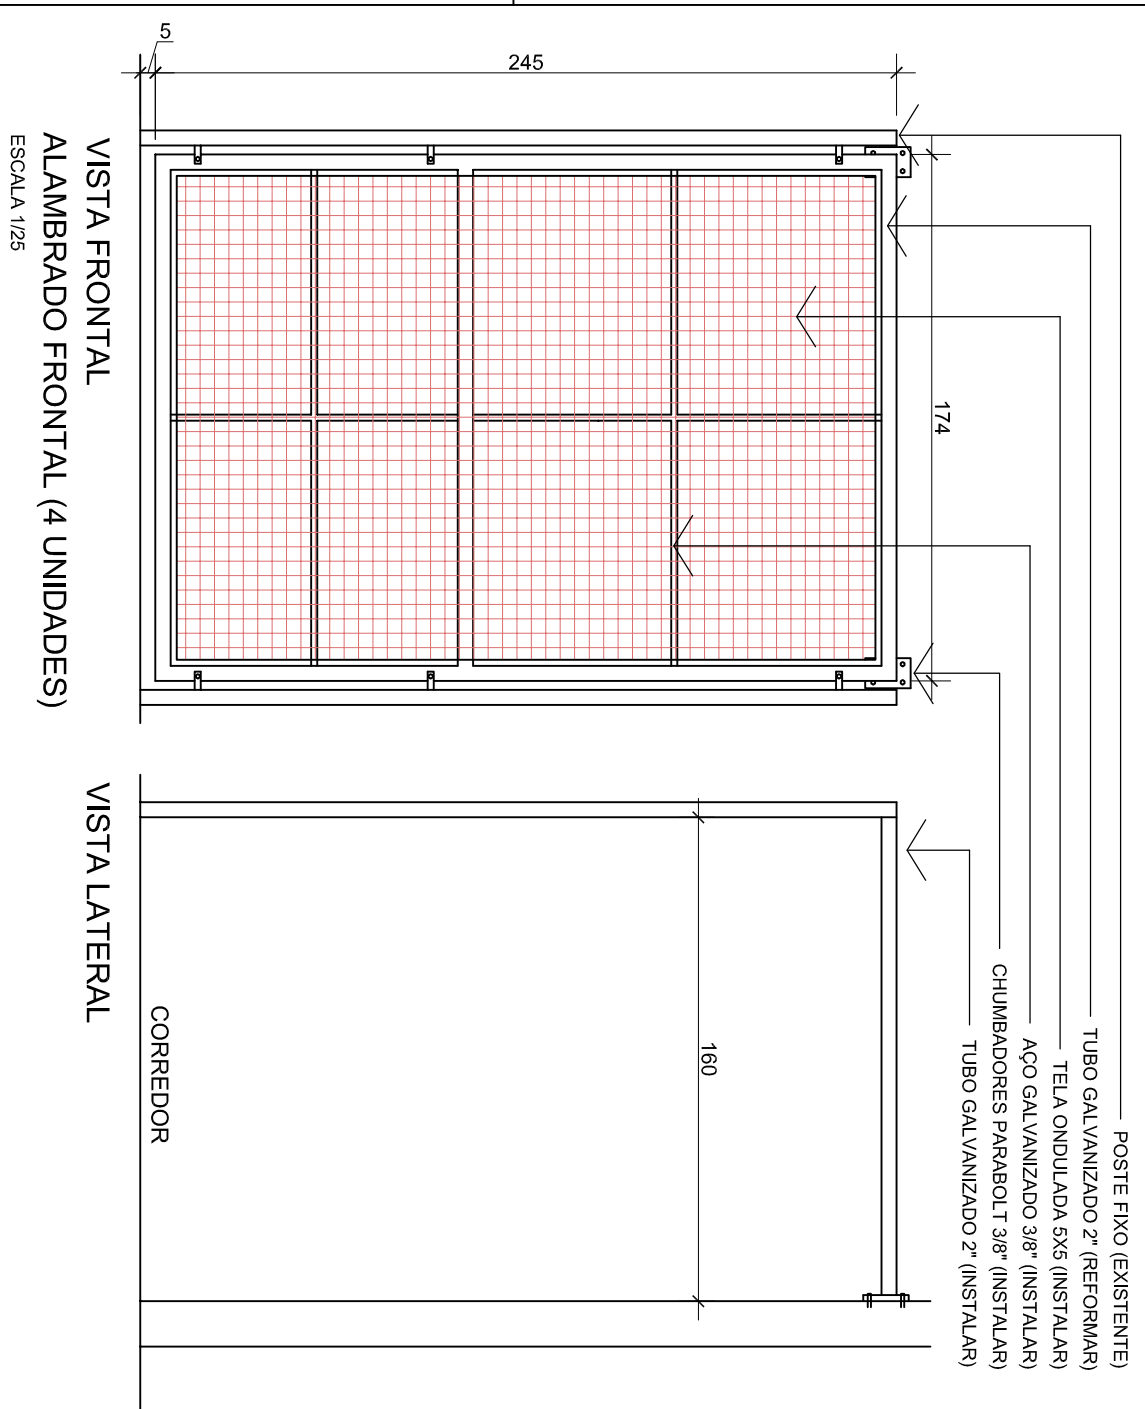 POSTE FIXO (EXISTENTE)
TUBO GALVANIZADO 2" (REFORMAR)
TELA ONDULADA 5X5 (INSTALAR)
AÇO GALVANIZADO 3/8" (INSTALAR)
CHUMBADORES PARABOLT 3/8" (INSTALAR)
TUBO GALVANIZADO 2" (INSTALAR)
174
245
5
160
CORREDOR
VISTA FRONTAL
ALAMBRADO FRONTAL (4 UNIDADES)
ESCALA 1/25
VISTA LATERAL